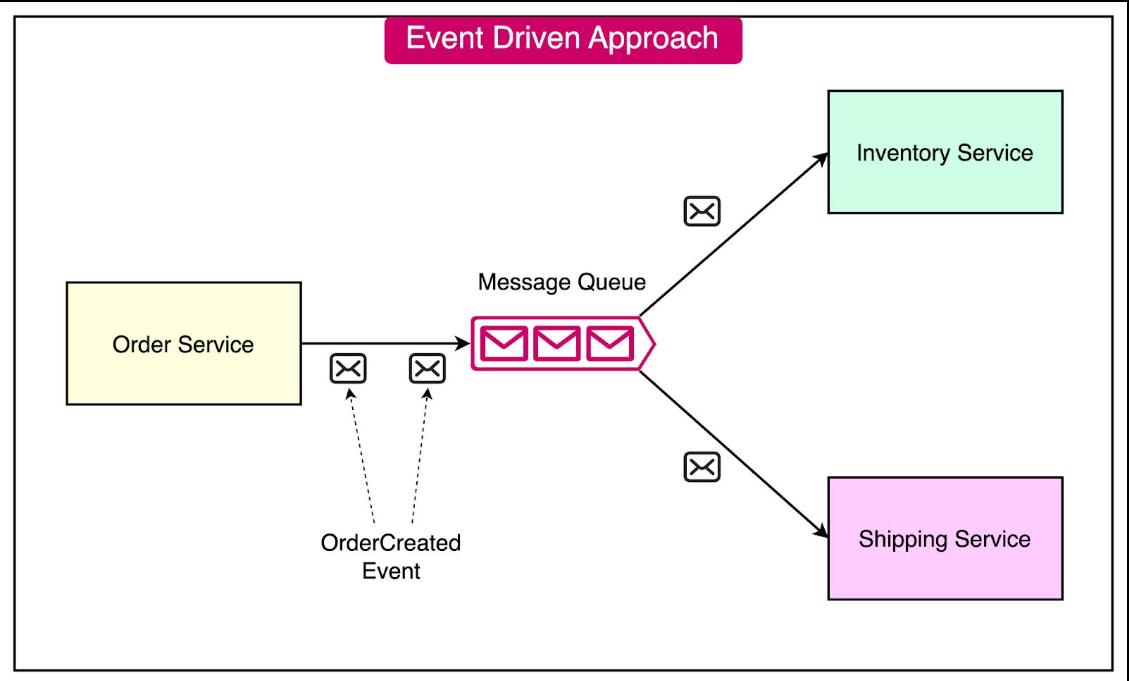 Event Driven Approach
Inventory Service
Message Queue
Order Service
OrderCreated
Event
Shipping Service